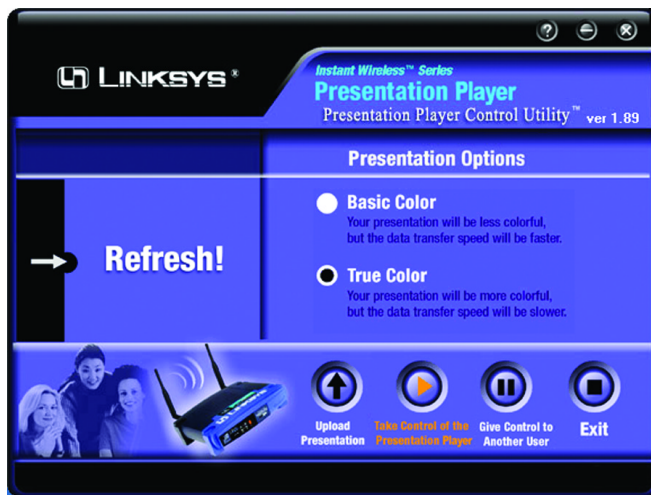 ?
LINKSYS®
Instant Wireless™ Series
Presentation Player
Presentation Player Control Utility™ ver 1.89
Presentation Options
Refresh!
Basic Color
Your presentation will be less colorful,
but the data transfer speed will be faster.
True Color
Your presentation will be more colorful,
but the data transfer speed will be slower.
Upload
Presentation
Take Control of the
Presentation Player
Give Control to
Another User
Exit